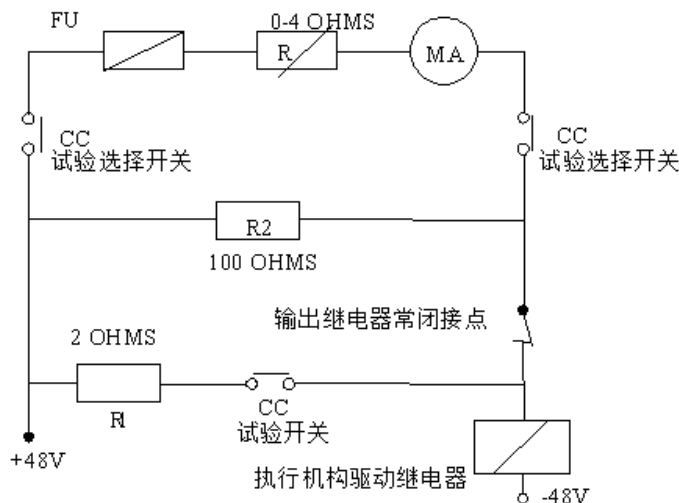 FU
0-4 OHMS
R
MA
CC
试验选择开关
CC
试验选择开关
R2
100 OHMS
输出继电器常闭接点
2 OHMS
R1
CC
试验开关
+48V
执行机构驱动继电器
-48V